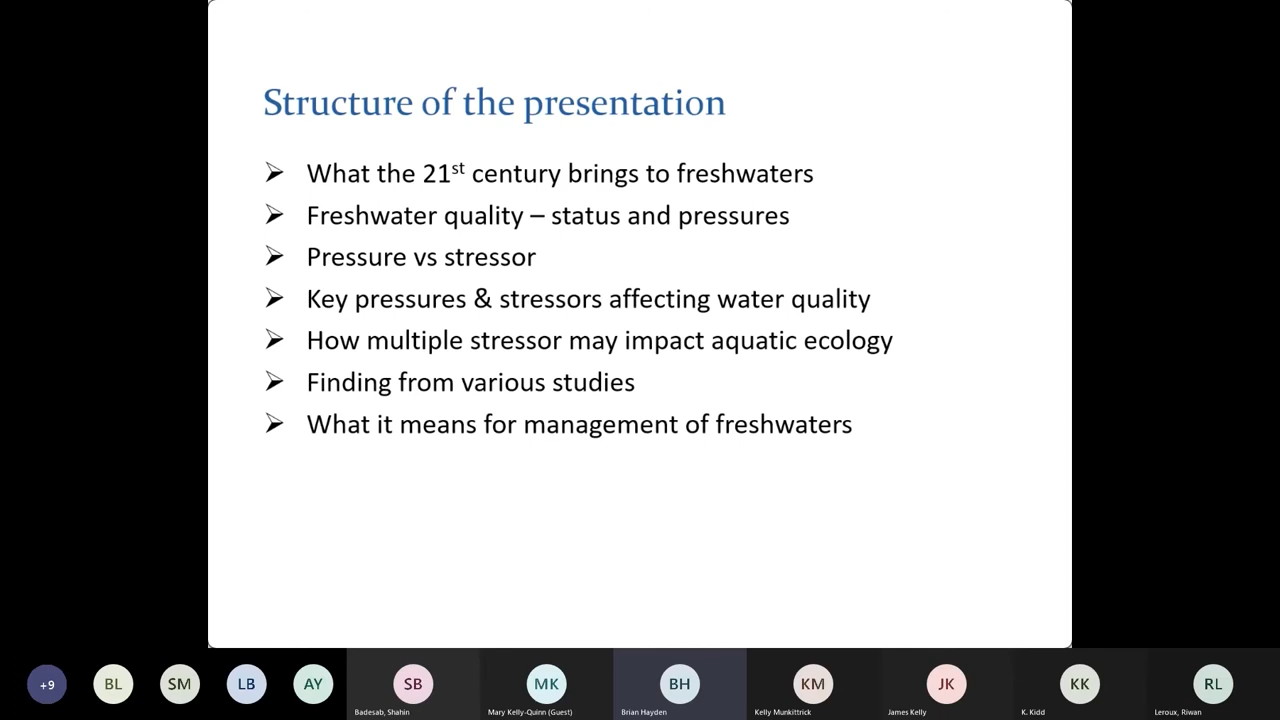 Structure of the presentation
What the 21st century brings to freshwaters
Freshwater quality – status and pressures
Pressure vs stressor
Key pressures & stressors affecting water quality
How multiple stressor may impact aquatic ecology
Finding from various studies
What it means for management of freshwaters
+9 BL SM LB AY SB MK BH KM JK KK RL
Badesab, Shahin Mary Kelly-Quinn (Guest) Brian Hayden Kelly Munkittrick James Kelly K. Kidd Leroux, Riwan